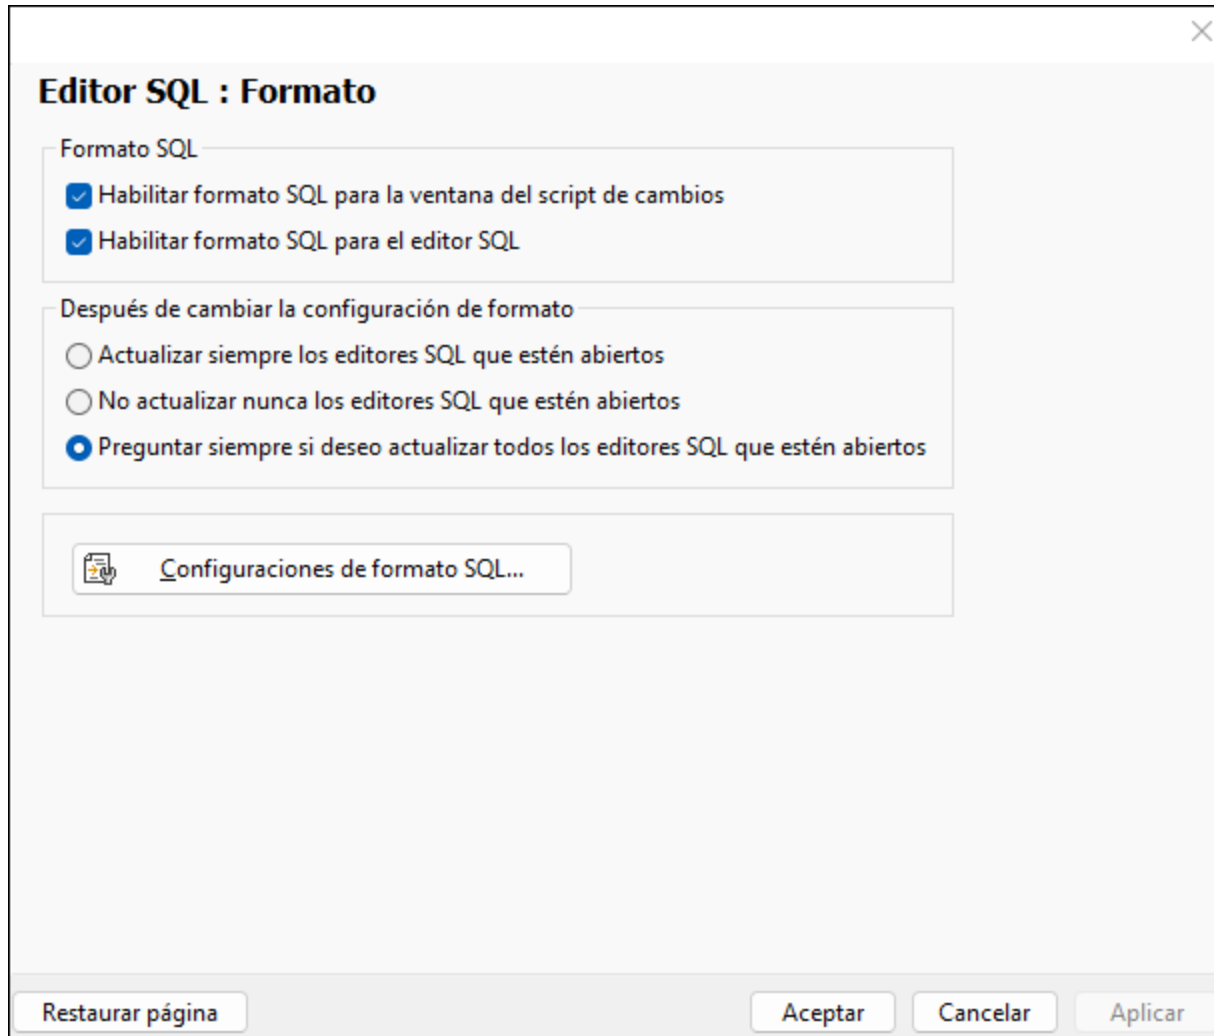 Editor SQL : Formato
Formato SQL
Habilitar formato SQL para la ventana del script de cambios
Habilitar formato SQL para el editor SQL
Después de cambiar la configuración de formato
Actualizar siempre los editores SQL que estén abiertos
No actualizar nunca los editores SQL que estén abiertos
Preguntar siempre si deseo actualizar todos los editores SQL que estén abiertos
Configuraciones de formato SQL...
Restaurar página Aceptar Cancelar Aplicar